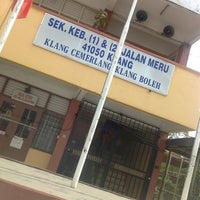 SEK. KEB. (1) & (2) JALAN MERU
41050 KLANG
KLANG CEMERLANG KLANG BOLEH